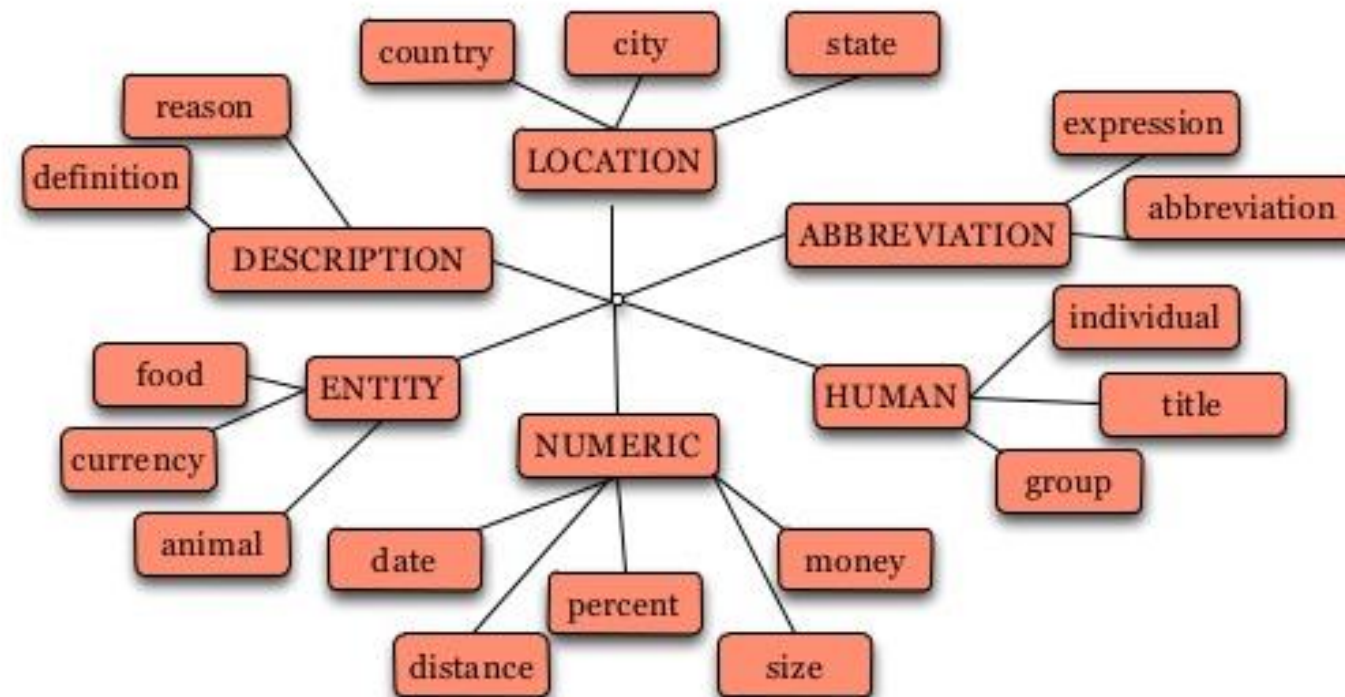 country
city
state
reason
LOCATION
expression
definition
abbreviation
DESCRIPTION
ABBREVIATION
individual
food
ENTITY
HUMAN
title
currency
NUMERIC
group
animal
date
money
percent
distance
size